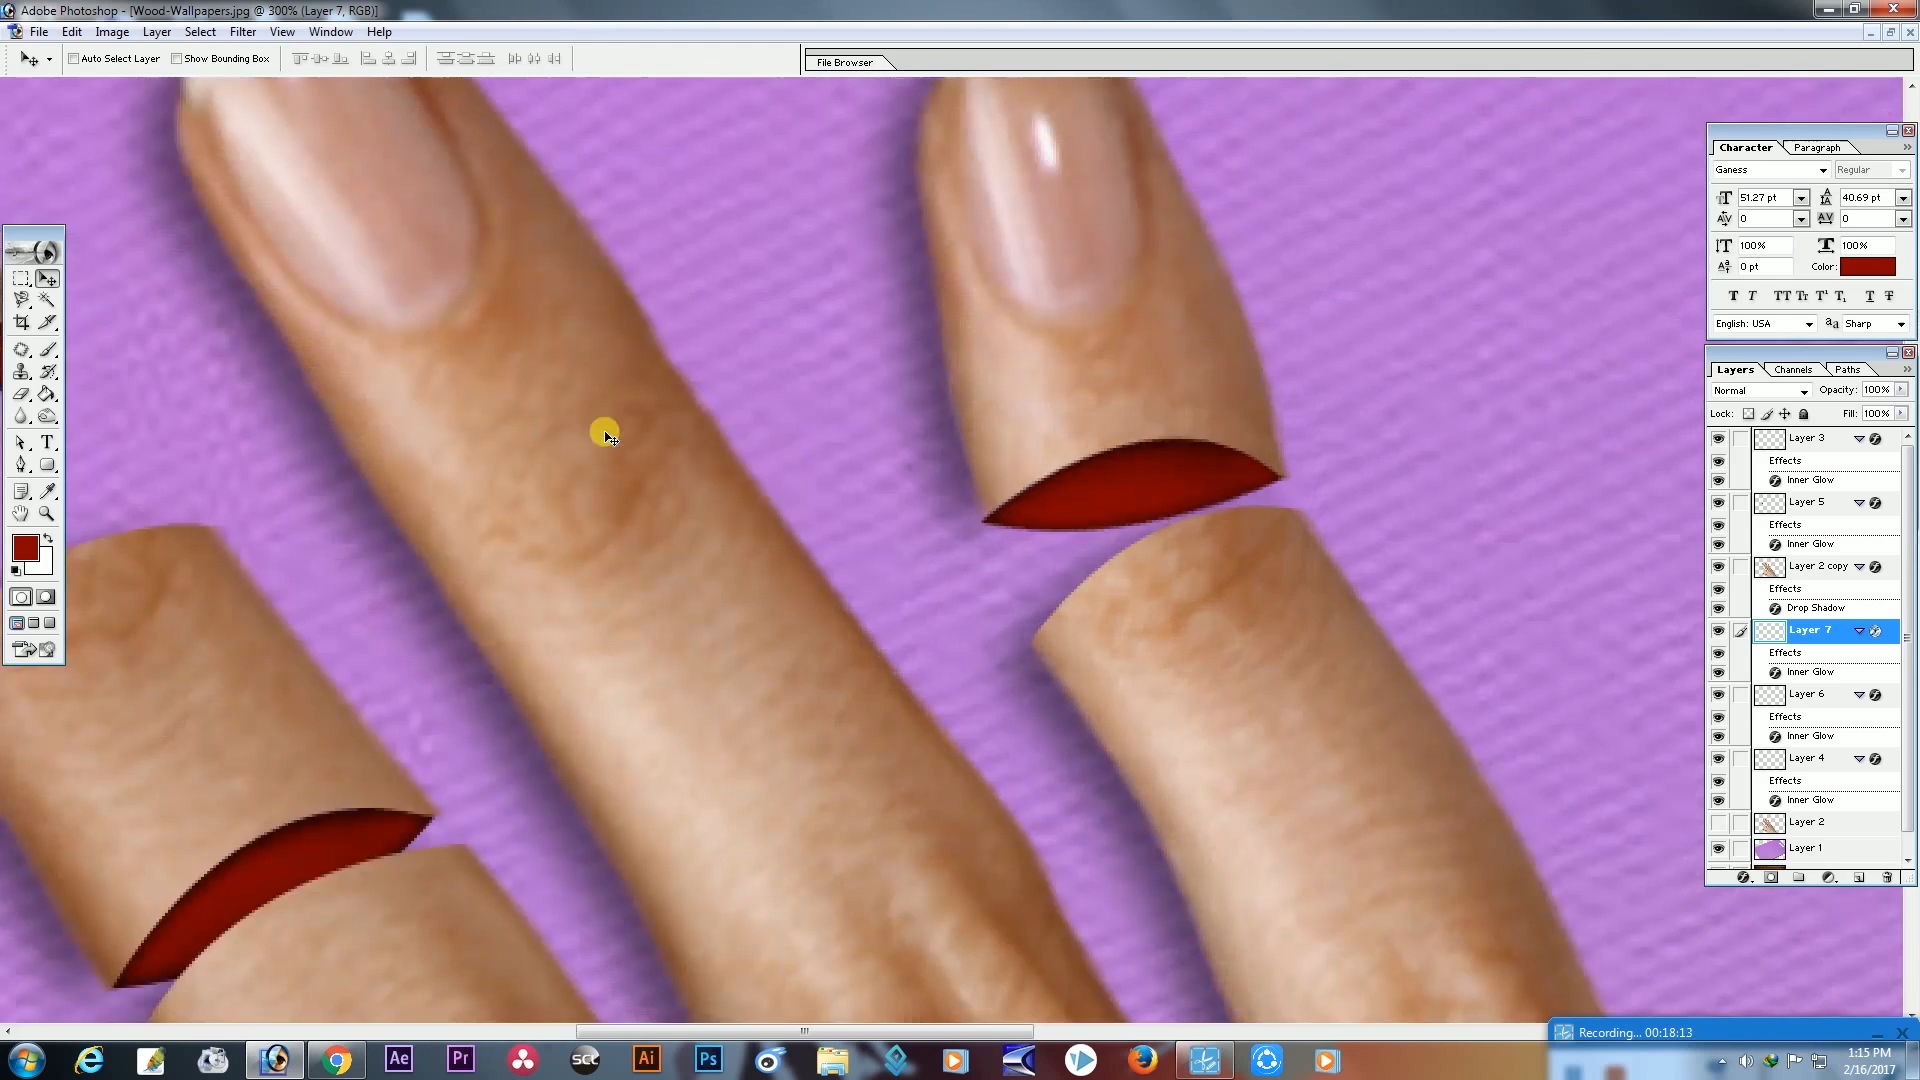 Adobe Photoshop - [Wood-Wallpapers.jpg @ 300% (Layer 7, RGB)]
File Edit Image Layer Select Filter View Window Help
Auto Select Layer Show Bounding Box
File Browser
Character Paragraph
Ganess Regular
51.27 pt 40.69 pt
0 0
100% 100%
0 pt Color:
T T TT Tr T¹ T, T T
English: USA aa Sharp
Layers Channels Paths
Normal Opacity: 100%
Lock: Fill: 100%
Layer 3
Effects
Inner Glow
Layer 5
Effects
Inner Glow
Layer 2 copy
Effects
Drop Shadow
Layer 7
Effects
Inner Glow
Layer 6
Effects
Inner Glow
Layer 4
Effects
Inner Glow
Layer 2
Layer 1
Recording... 00:18:13
Ae Pr SCL Ai Ps
1:15 PM
2/16/2017